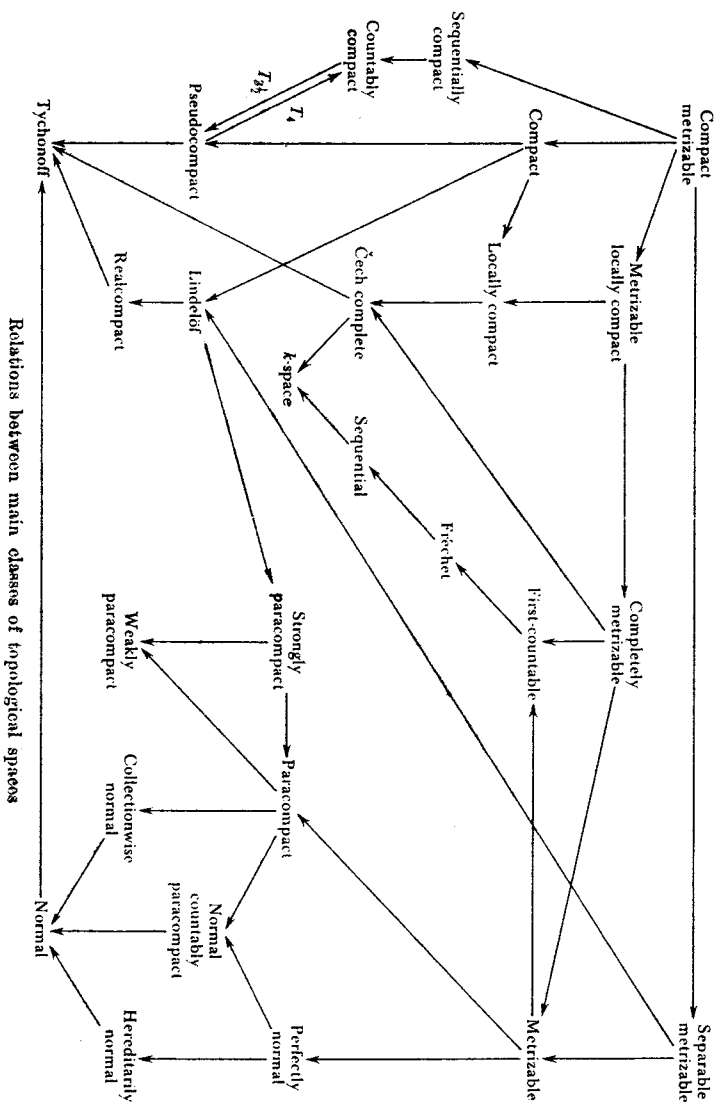 Compact
metrizable
Separable
metrizable
Metrizable
locally compact
Completely
metrizable
Sequentially
compact
Compact
Locally compact
First-countable
Metrizable
Countably
compact
Čech complete
Sequential
Fréchet
T3½
T4
k-space
Strongly
paracompact
Paracompact
Perfectly
normal
Pseudocompact
Lindelöf
Normal
countably
paracompact
Realcompact
Weakly
paracompact
Collectionwise
normal
Hereditarily
normal
Tychonoff
Normal
Relations between main classes of topological spaces